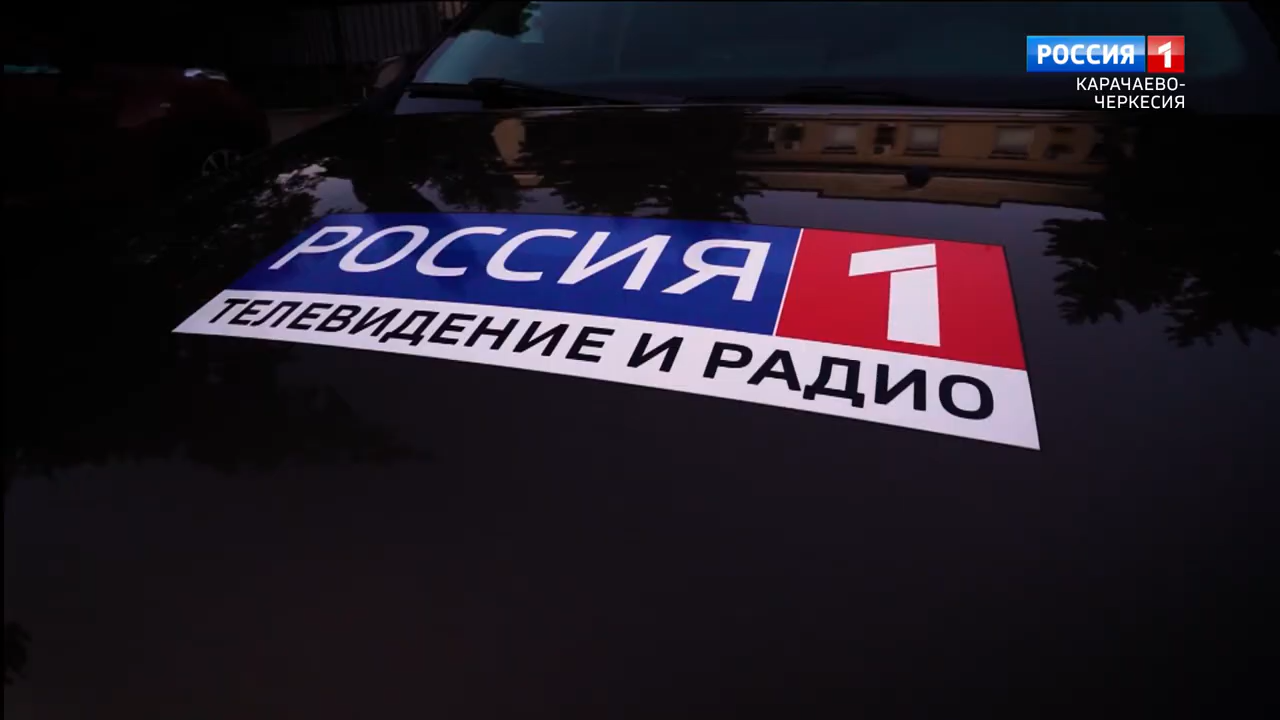 РОССИЯ 1
КАРАЧАЕВО-
ЧЕРКЕСИЯ
РОССИЯ 1
ТЕЛЕВИДЕНИЕ И РАДИО